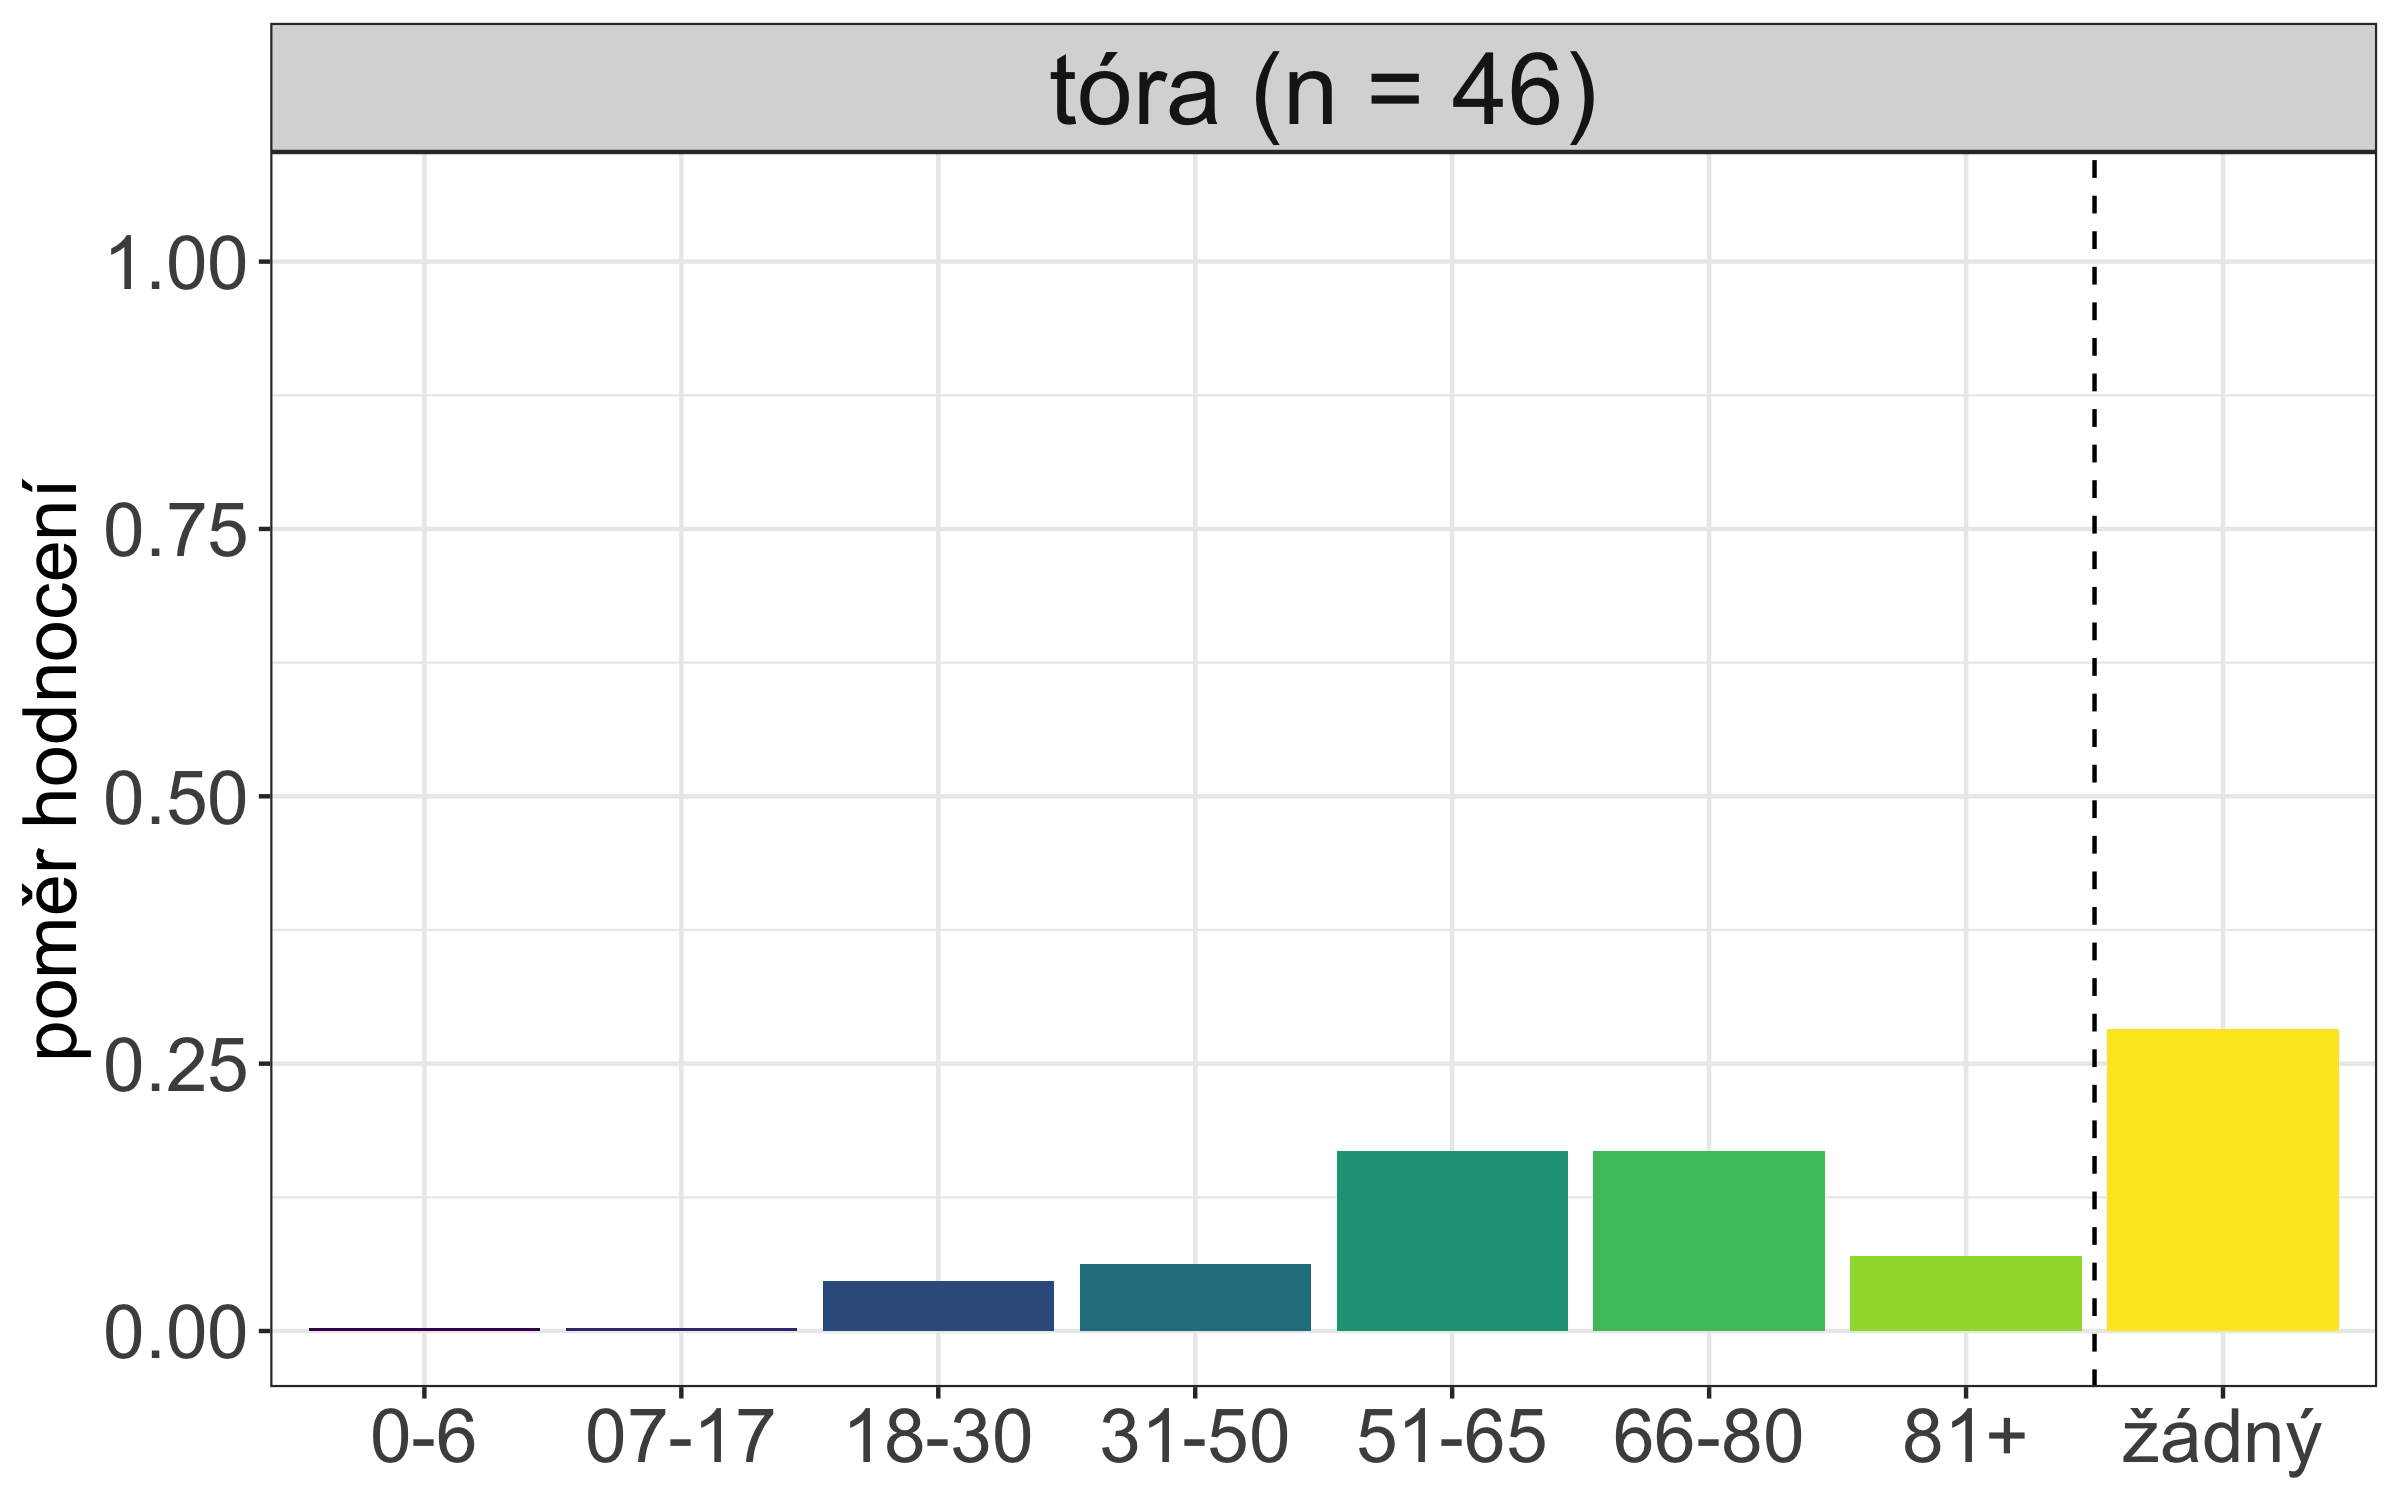 tóra (n = 46)
poměr hodnocení
1.00
0.75
0.50
0.25
0.00
0-6 07-17 18-30 31-50 51-65 66-80 81+ žádný